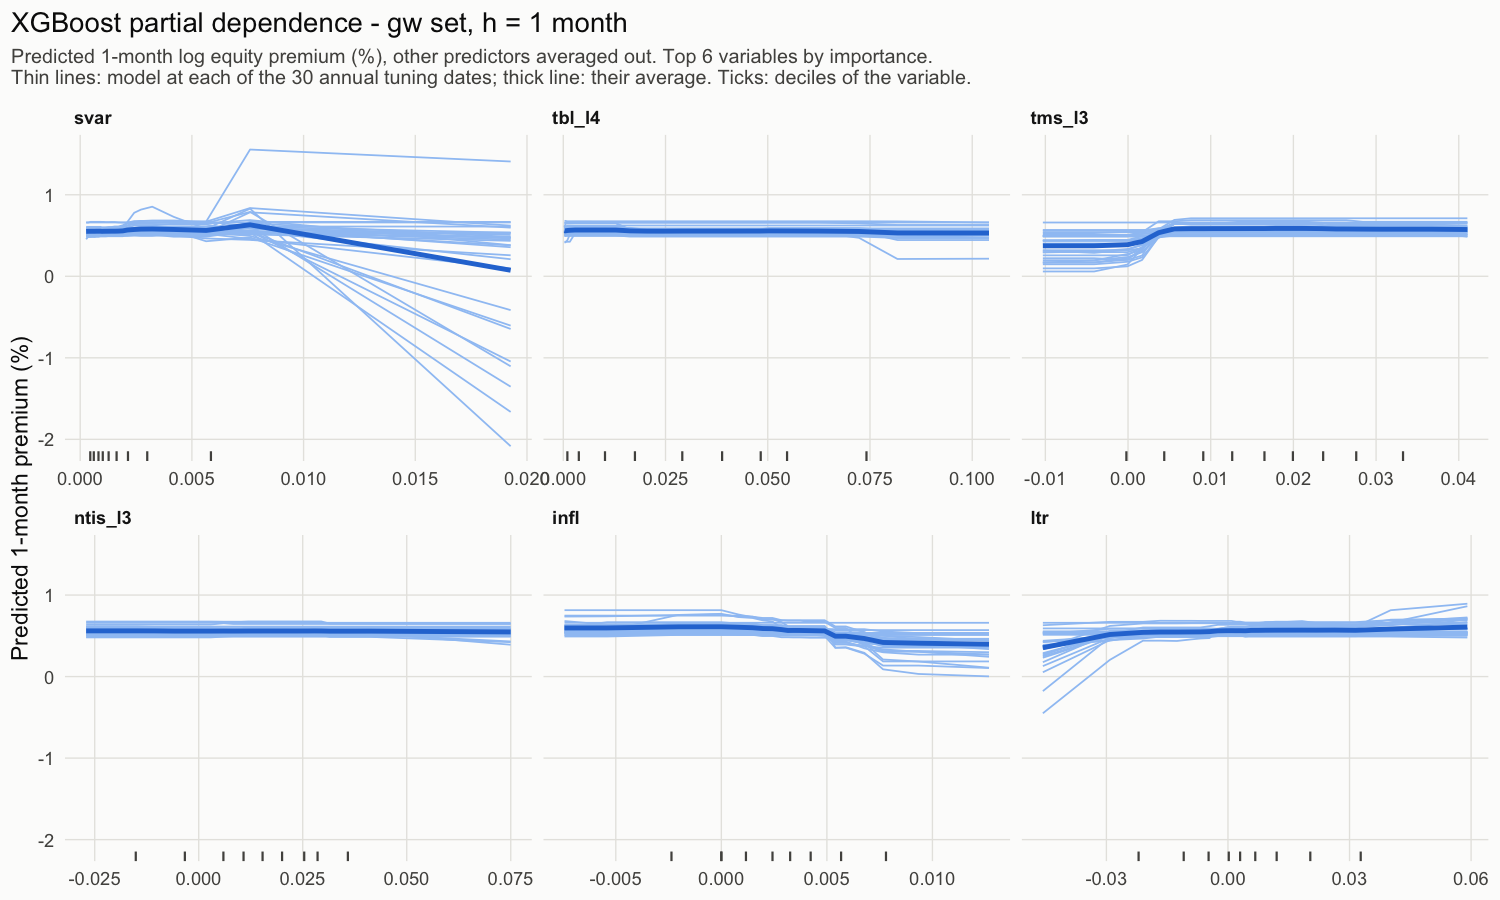 XGBoost partial dependence - gw set, h = 1 month
Predicted 1-month log equity premium (%), other predictors averaged out. Top 6 variables by importance.
Thin lines: model at each of the 30 annual tuning dates; thick line: their average. Ticks: deciles of the variable.
svar
tbl_l4
tms_l3
1
0
-1
-2
0.000 0.005 0.010 0.015 0.020
0.000 0.025 0.050 0.075 0.100
-0.01 0.00 0.01 0.02 0.03 0.04
Predicted 1-month premium (%)
ntis_l3
infl
ltr
1
0
-1
-2
-0.025 0.000 0.025 0.050 0.075
-0.005 0.000 0.005 0.010
-0.03 0.00 0.03 0.06